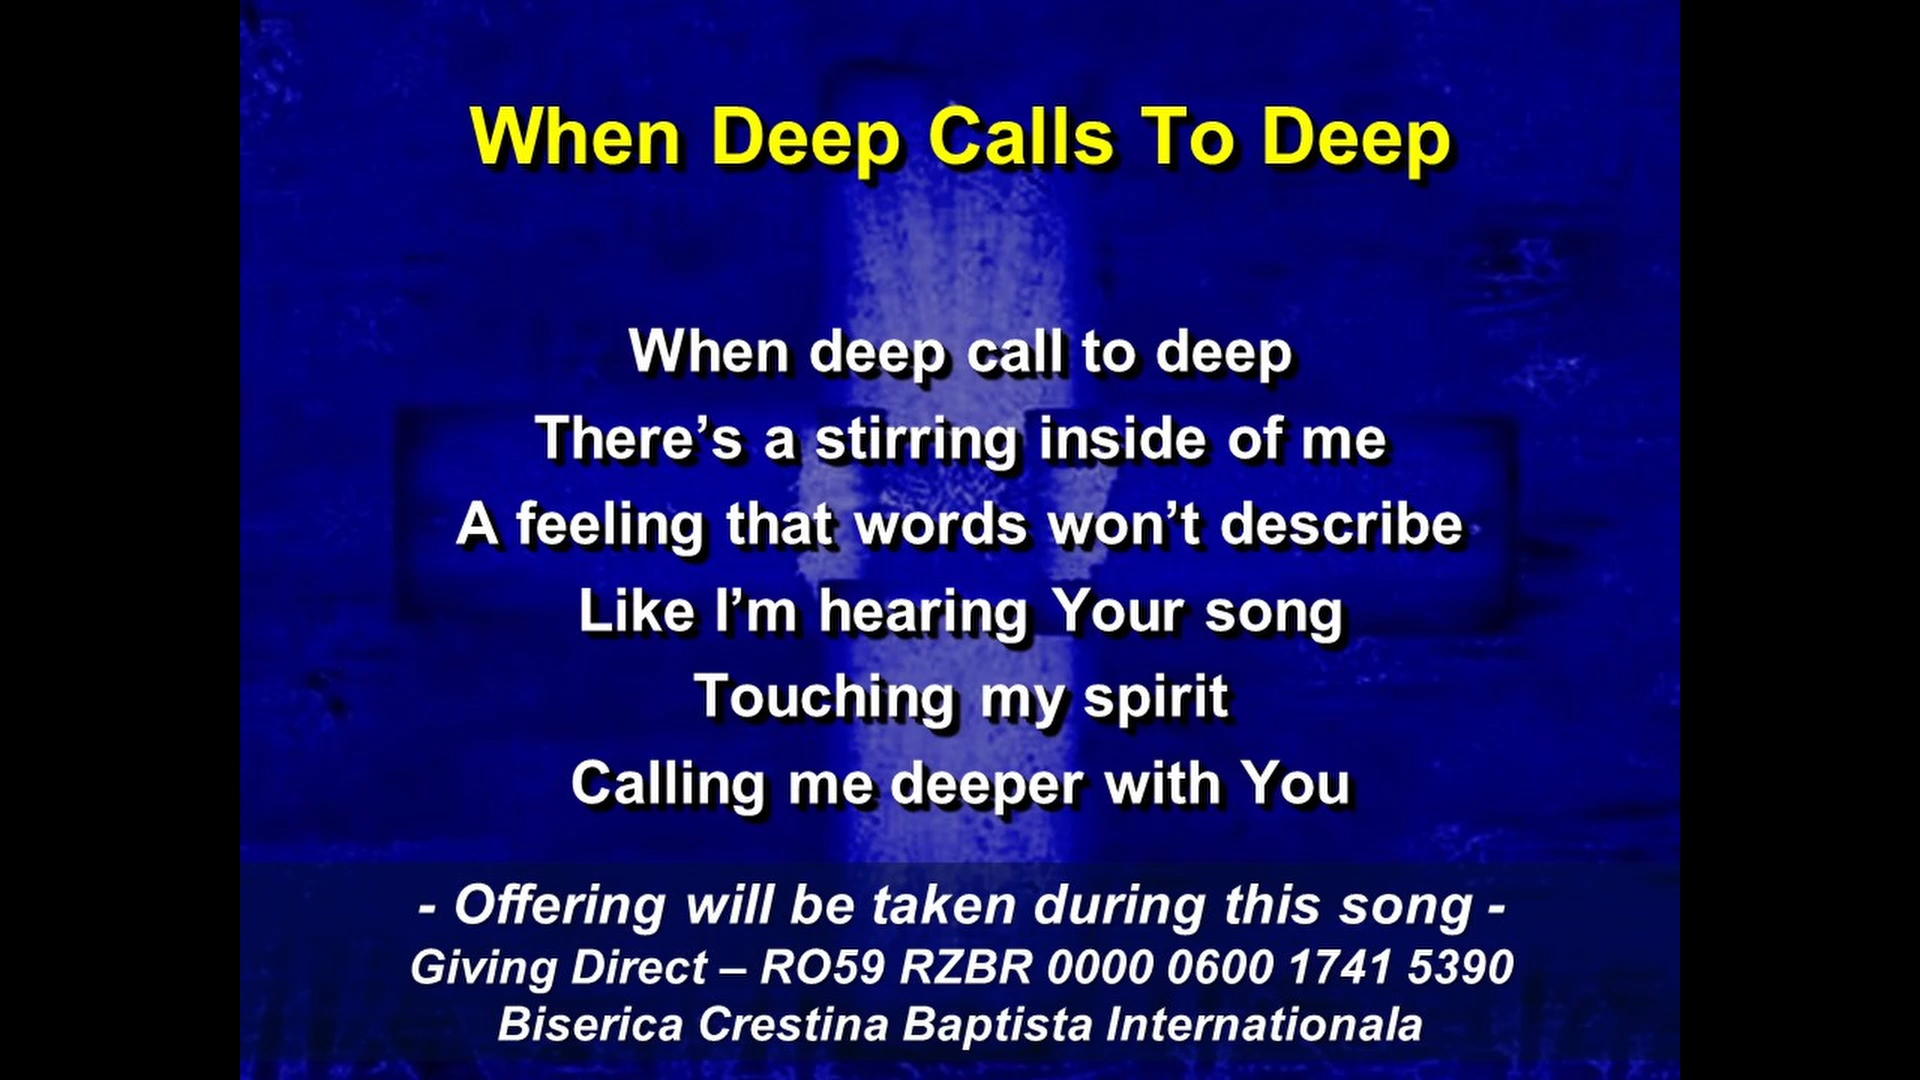 When Deep Calls To Deep
When deep call to deep
There’s a stirring inside of me
A feeling that words won’t describe
Like I’m hearing Your song
Touching my spirit
Calling me deeper with You
- Offering will be taken during this song -
Giving Direct – RO59 RZBR 0000 0600 1741 5390
Biserica Crestina Baptista Internationala